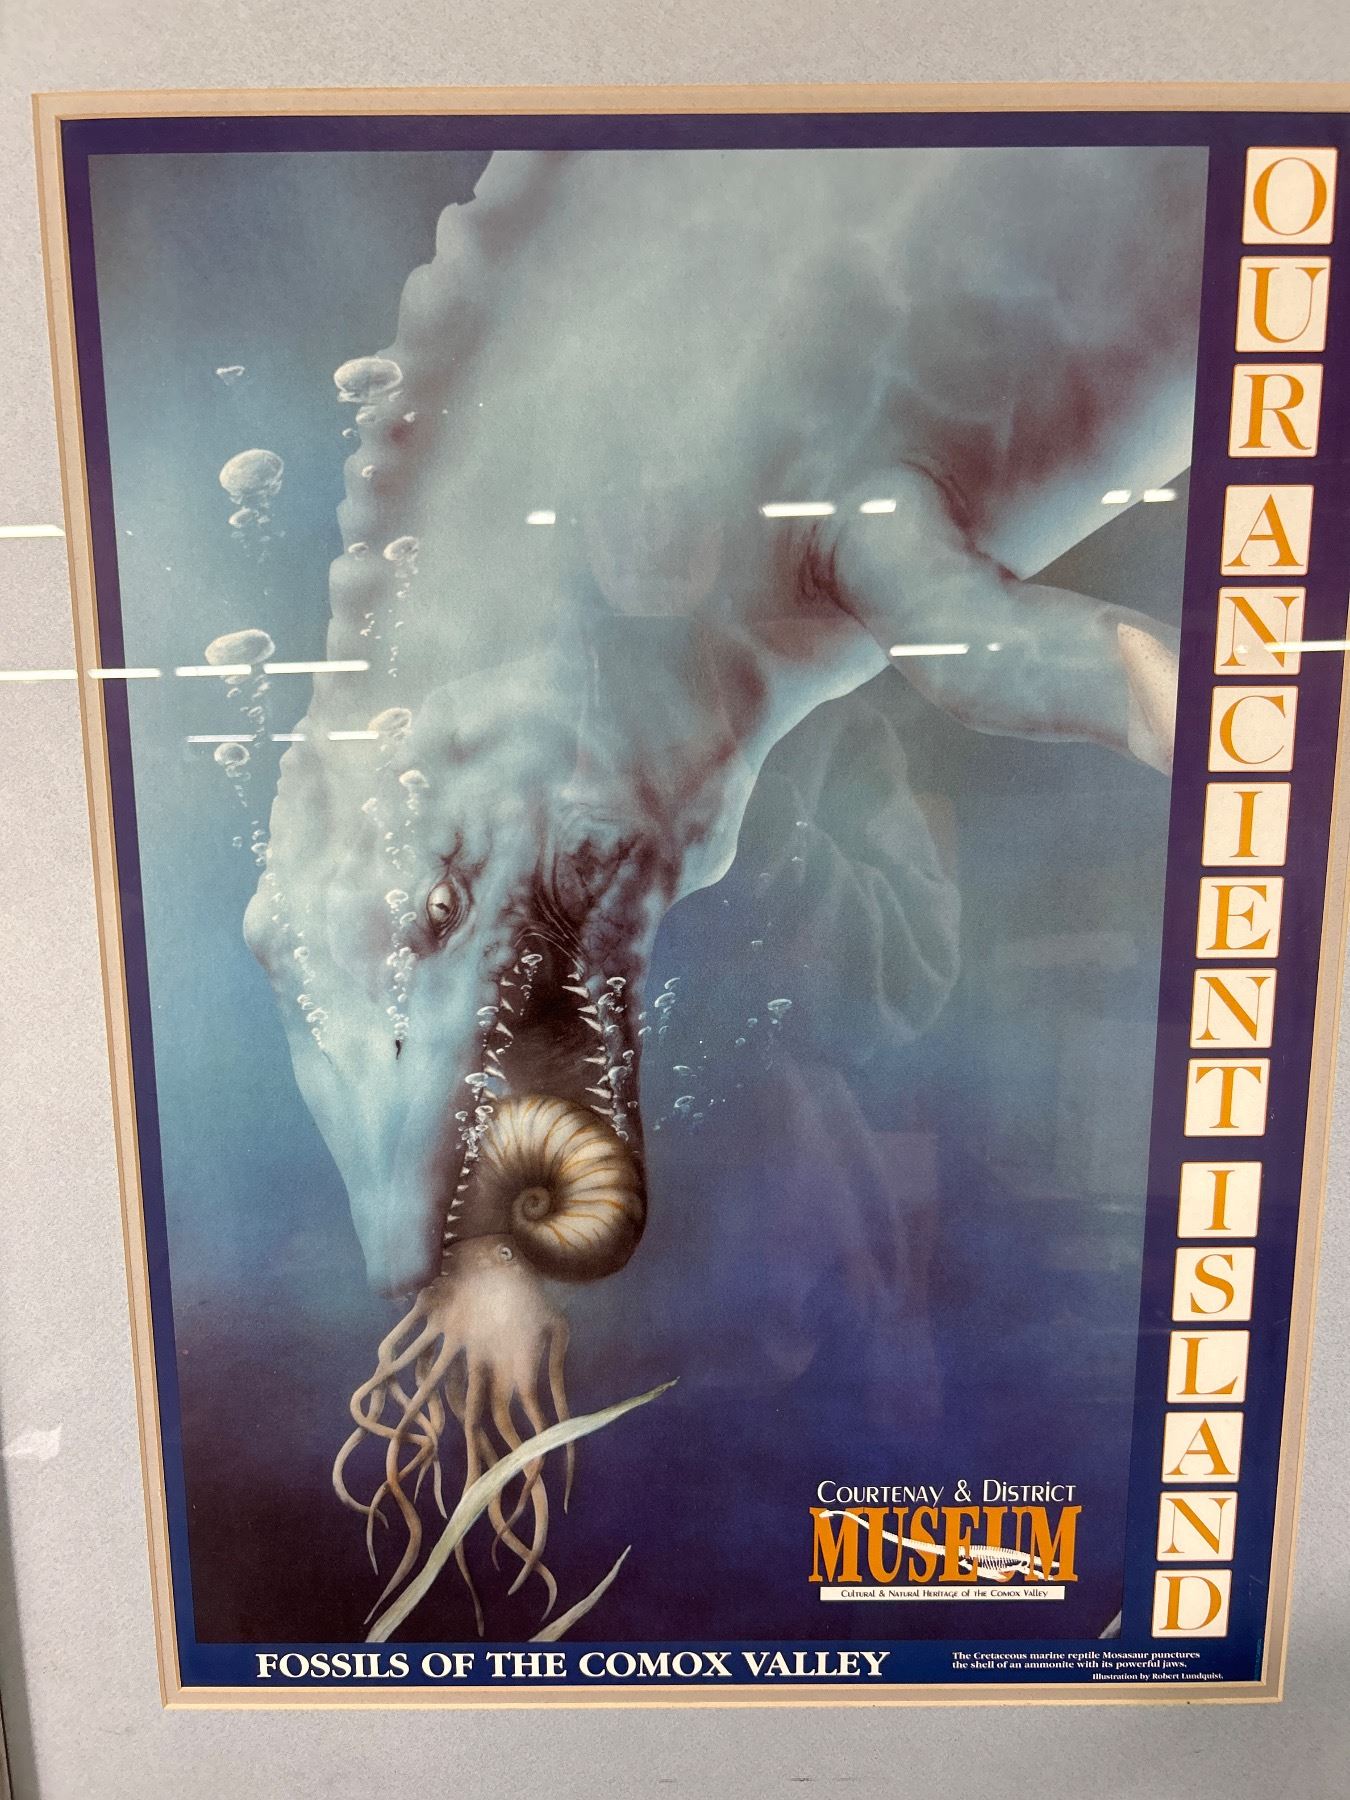 OUR ANCIENT ISLAND
COURTENAY & DISTRICT
MUSEUM
CULTURAL & NATURAL HERITAGE OF THE COMOX VALLEY
FOSSILS OF THE COMOX VALLEY
The Cretaceous marine reptile Mosasaur punctures
the shell of an ammonite with its powerful jaws.
Illustration by Robert Lundquist.